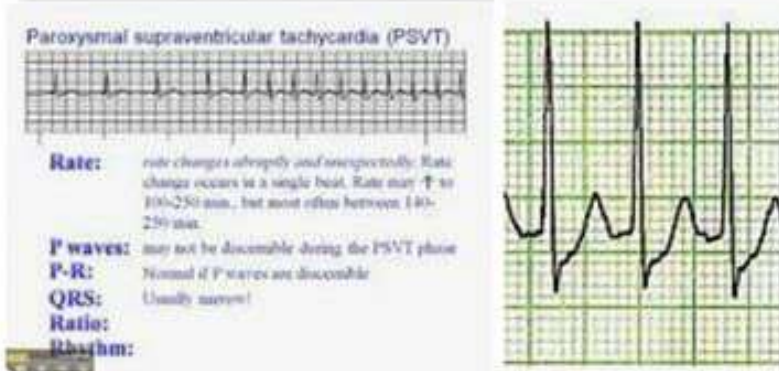 Paroxysmal supraventricular tachycardia (PSVT)
Rate: rate changes abruptly and unexpectedly. Rate
change occurs in a single beat. Rate may ↑ to
100-250 min., but most often between 140-
250 min.
P waves: may not be discernable during the PSVT phase
P-R: Normal if P waves are discernable
QRS: Usually narrow!
Ratio:
Rhythm: